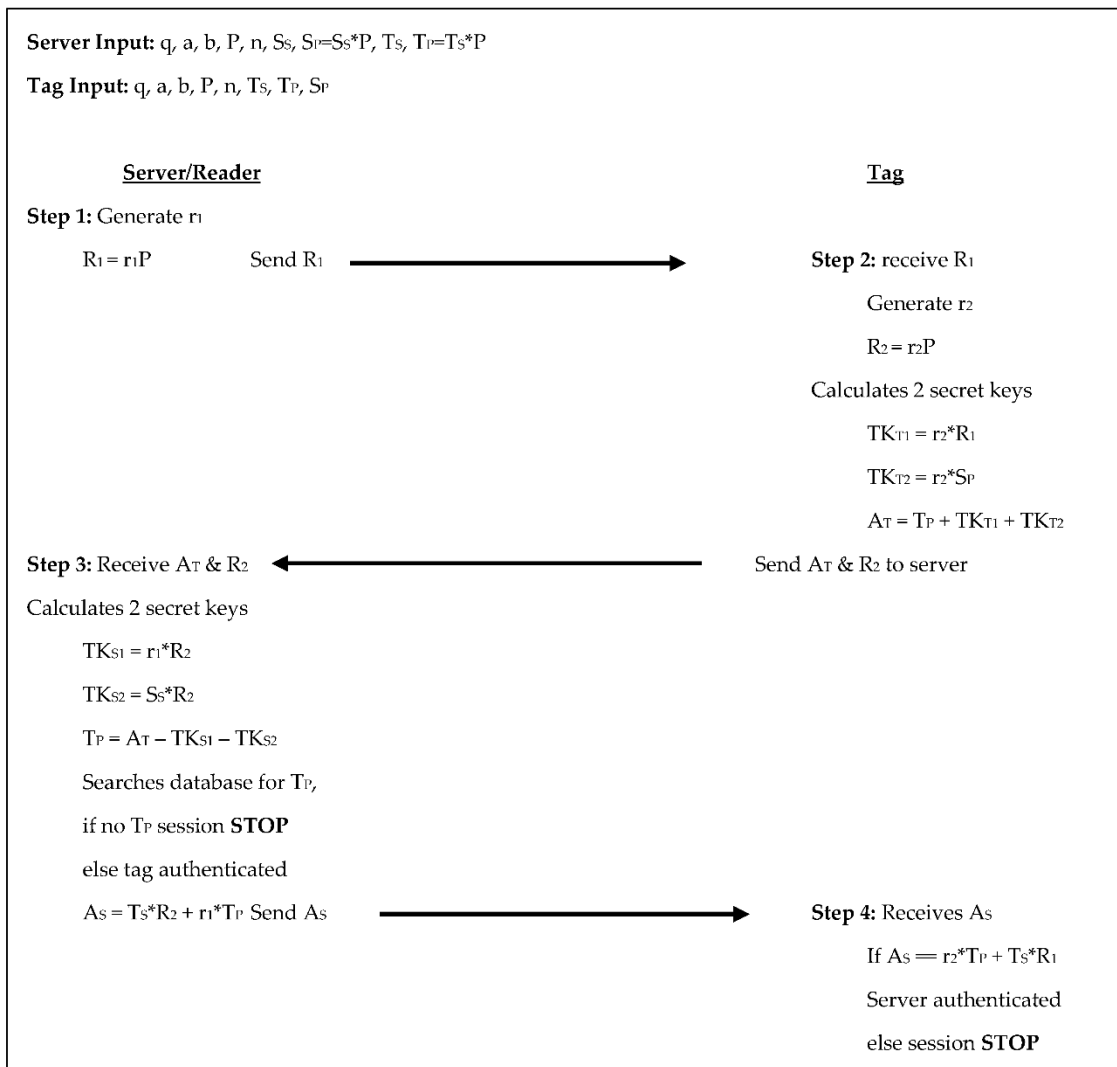 Server Input: q, a, b, P, n, Ss, SP=Ss*P, Ts, TP=Ts*P
Tag Input: q, a, b, P, n, Ts, TP, SP
Server/Reader
Tag
Step 1: Generate r1
R1 = r1P Send R1
Step 2: receive R1
Generate r2
R2 = r2P
Calculates 2 secret keys
TKT1 = r2*R1
TKT2 = r2*SP
AT = TP + TKT1 + TKT2
Step 3: Receive AT & R2
Send AT & R2 to server
Calculates 2 secret keys
TKS1 = r1*R2
TKS2 = Ss*R2
TP = AT – TKS1 – TKS2
Searches database for TP,
if no TP session STOP
else tag authenticated
As = Ts*R2 + r1*TP Send As
Step 4: Receives As
If As == r2*TP + Ts*R1
Server authenticated
else session STOP